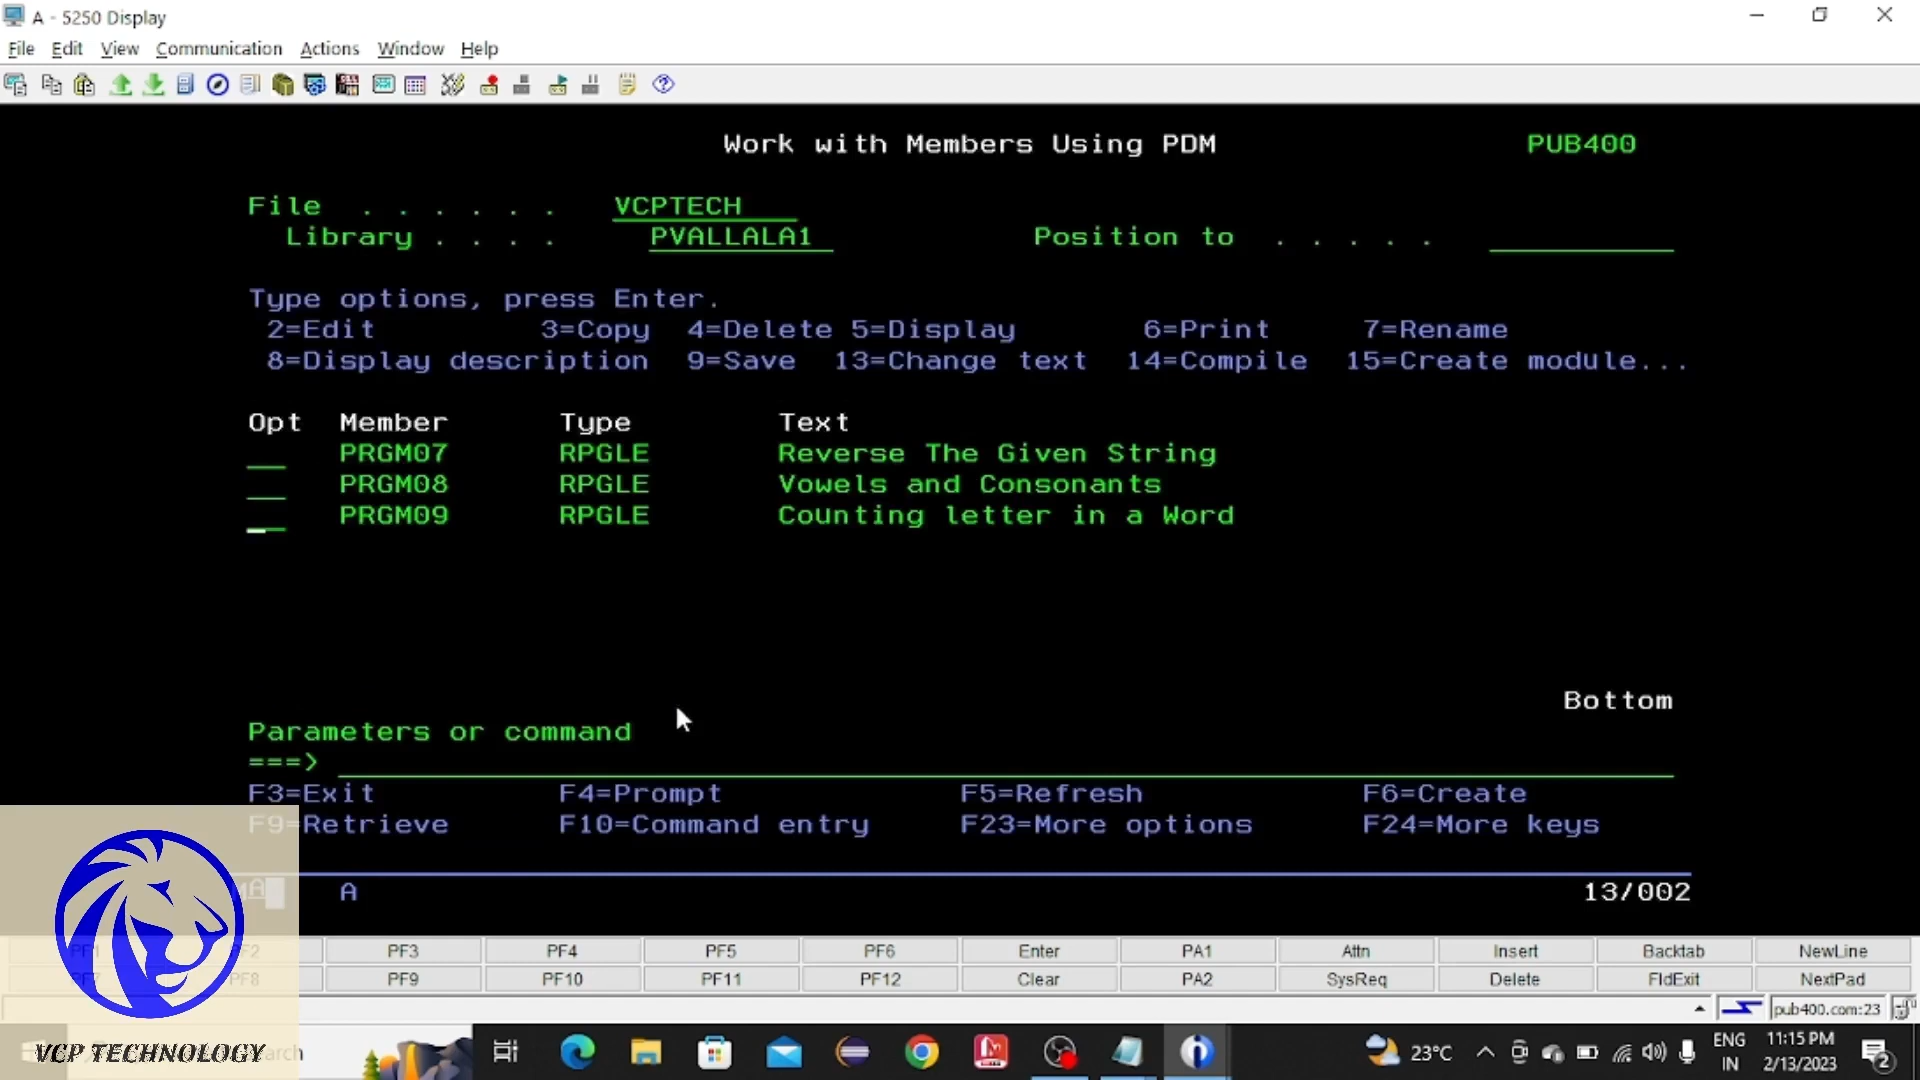 A - 5250 Display
File Edit View Communication Actions Window Help
Work with Members Using PDM PUB400
File . . . . . . VCPTECH
Library . . . . PVALLALA1 Position to . . . . .
Type options, press Enter.
2=Edit 3=Copy 4=Delete 5=Display 6=Print 7=Rename
8=Display description 9=Save 13=Change text 14=Compile 15=Create module...
Opt Member Type Text
PRGM07 RPGLE Reverse The Given String
PRGM08 RPGLE Vowels and Consonants
PRGM09 RPGLE Counting letter in a Word
Bottom
Parameters or command
===>
F3=Exit F4=Prompt F5=Refresh F6=Create
F9=Retrieve F10=Command entry F23=More options F24=More keys
A 13/002
PF1 PF2 PF3 PF4 PF5 PF6 Enter PA1 Attn Insert Backtab NewLine
PF7 PF8 PF9 PF10 PF11 PF12 Clear PA2 SysReq Delete FldExit NextPad
pub400.com:23
VCP TECHNOLOGY
23°C ENG 11:15 PM
IN 2/13/2023 2